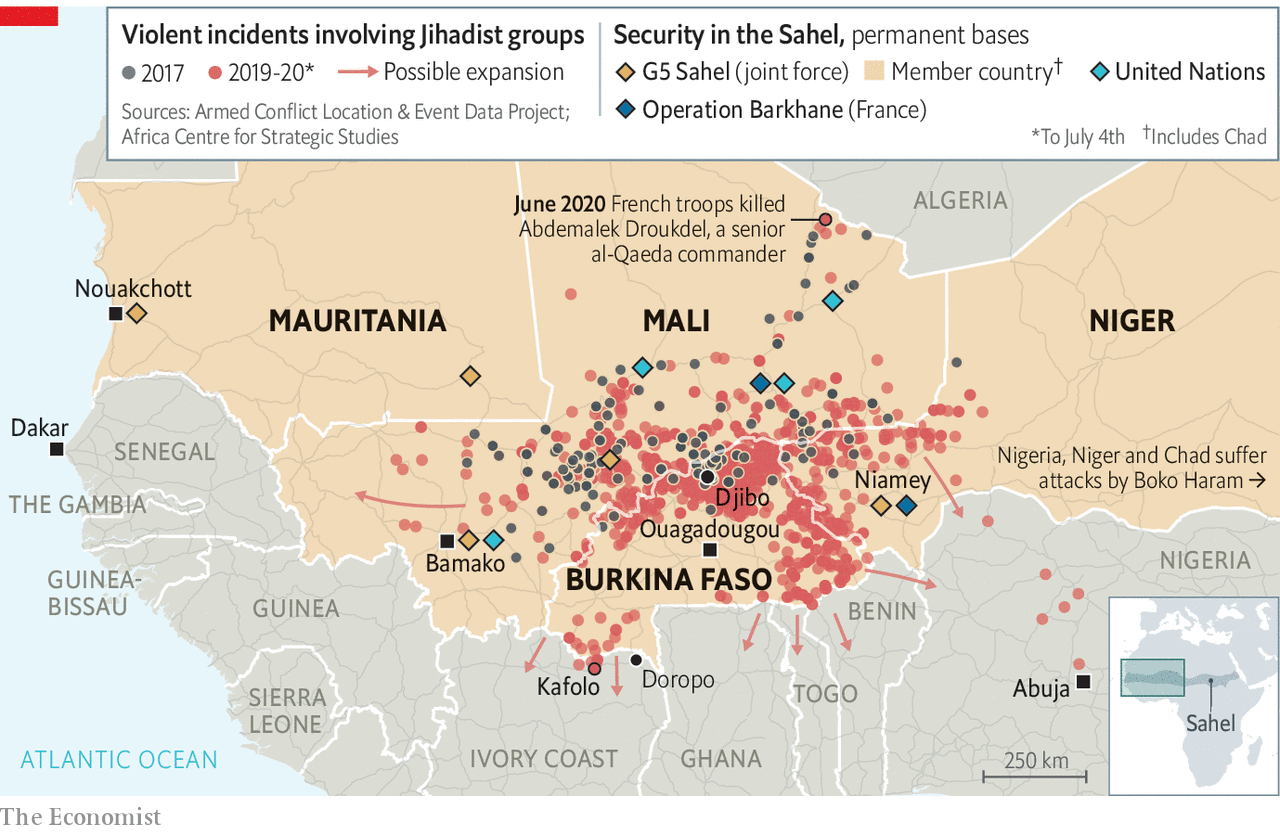 Violent incidents involving Jihadist groups
2017
2019-20*
Possible expansion
Sources: Armed Conflict Location & Event Data Project;
Africa Centre for Strategic Studies
Security in the Sahel, permanent bases
G5 Sahel (joint force)
Member country†
United Nations
Operation Barkhane (France)
*To July 4th †Includes Chad
ALGERIA
June 2020 French troops killed
Abdemalek Droukdel, a senior
al-Qaeda commander
Nouakchott
MAURITANIA
MALI
NIGER
Dakar
SENEGAL
THE GAMBIA
Nigeria, Niger and Chad suffer
attacks by Boko Haram →
Niamey
Djibo
Ouagadougou
Bamako
BURKINA FASO
NIGERIA
GUINEA-
BISSAU
GUINEA
BENIN
Kafolo
Doropo
Abuja
SIERRA
LEONE
TOGO
Sahel
ATLANTIC OCEAN
IVORY COAST
GHANA
250 km
The Economist